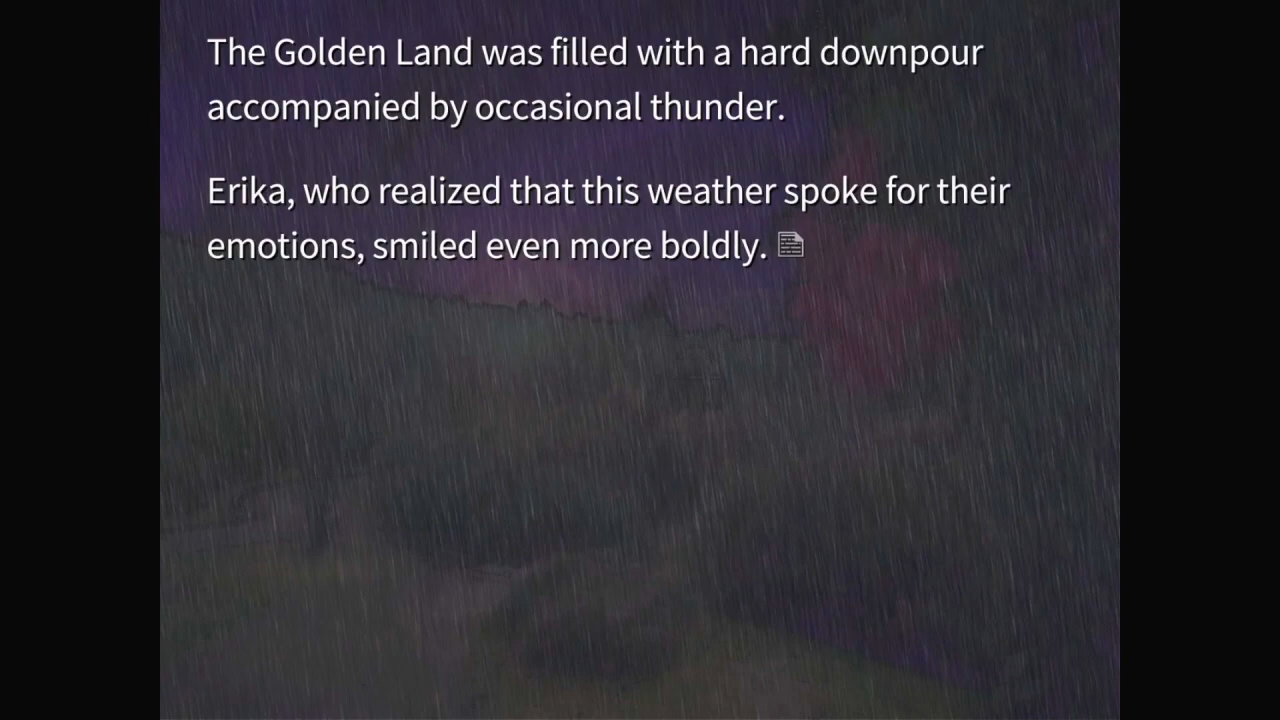 The Golden Land was filled with a hard downpour
accompanied by occasional thunder.
Erika, who realized that this weather spoke for their
emotions, smiled even more boldly.